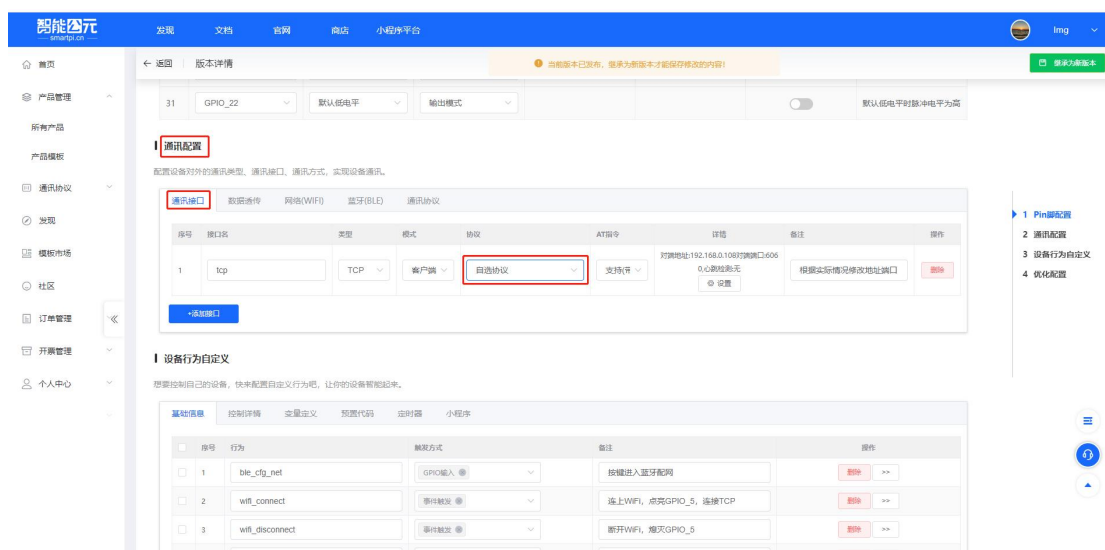 智能公元
smartpi.cn
发现 文档 官网 商店 小程序平台
lmg
首页
产品管理
所有产品
产品模板
通讯协议
发现
模板市场
社区
订单管理
开票管理
个人中心
← 返回 版本详情
当前版本已发布，继承为新版本才能保存修改的内容！
继承为新版本
31 GPIO_22 默认低电平 输出模式 默认低电平时脉冲电平为高
通讯配置
配置设备对外的通讯类型、通讯接口、通讯方式，实现设备通讯。
通讯接口 数据透传 网络(WIFI) 蓝牙(BLE) 通讯协议
序号 接口名 类型 模式 协议 AT指令 详情 备注 操作
1 tcp TCP 客户端 自选协议 支持(带 对端地址:192.168.0.108对端端口:606
0,心跳检测:无
设置
根据实际情况修改地址端口 删除
+添加接口
设备行为自定义
想要控制自己的设备，快来配置自定义行为吧，让你的设备智能起来。
基础信息 控制详情 变量定义 预置代码 定时器 小程序
序号 行为 触发方式 备注 操作
1 ble_cfg_net GPIO输入 按键进入蓝牙配网 删除 >>
2 wifi_connect 事件触发 连上WiFi，点亮GPIO_5，连接TCP 删除 >>
3 wifi_disconnect 事件触发 断开WiFi，熄灭GPIO_5 删除 >>
1 Pin脚配置
2 通讯配置
3 设备行为自定义
4 优化配置